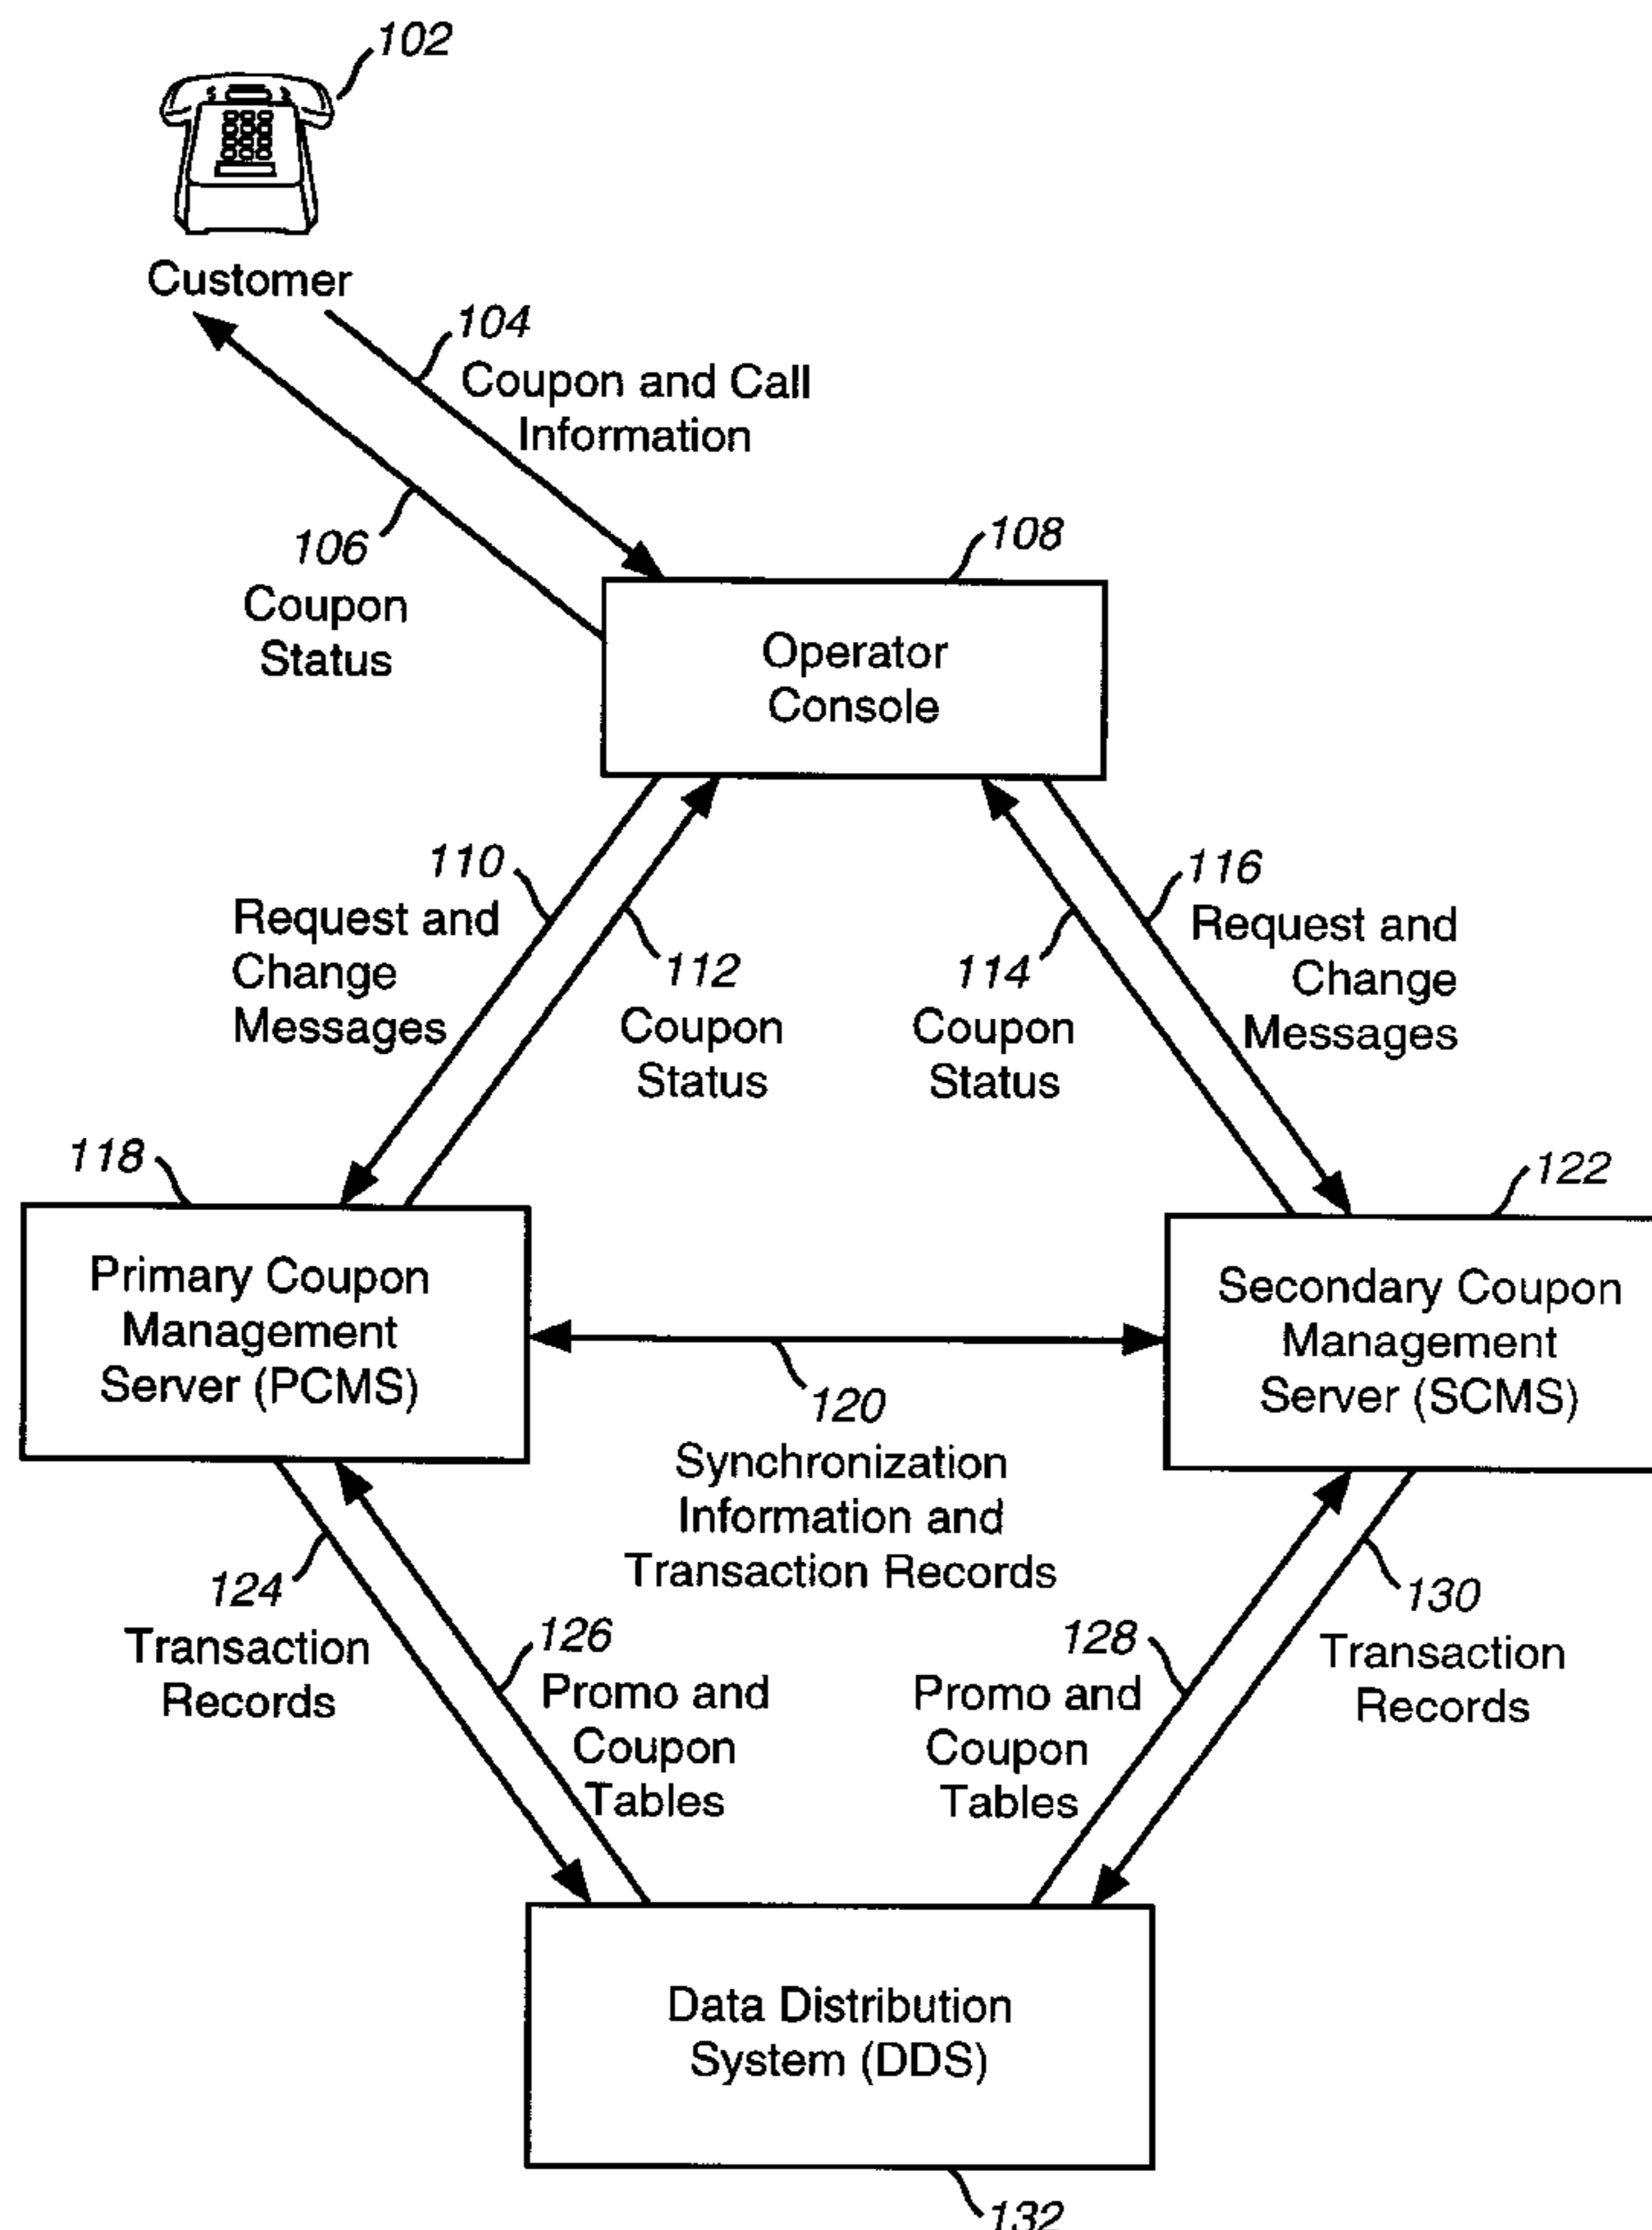 102
Customer
104
Coupon and Call
Information
106
Coupon
Status
108
Operator
Console
110
Request and
Change
Messages
112
Coupon
Status
114
Coupon
Status
116
Request and
Change
Messages
118
Primary Coupon
Management
Server (PCMS)
122
Secondary Coupon
Management
Server (SCMS)
120
Synchronization
Information and
Transaction Records
124
Transaction
Records
126
Promo and
Coupon
Tables
128
Promo and
Coupon
Tables
130
Transaction
Records
Data Distribution
System (DDS)
132